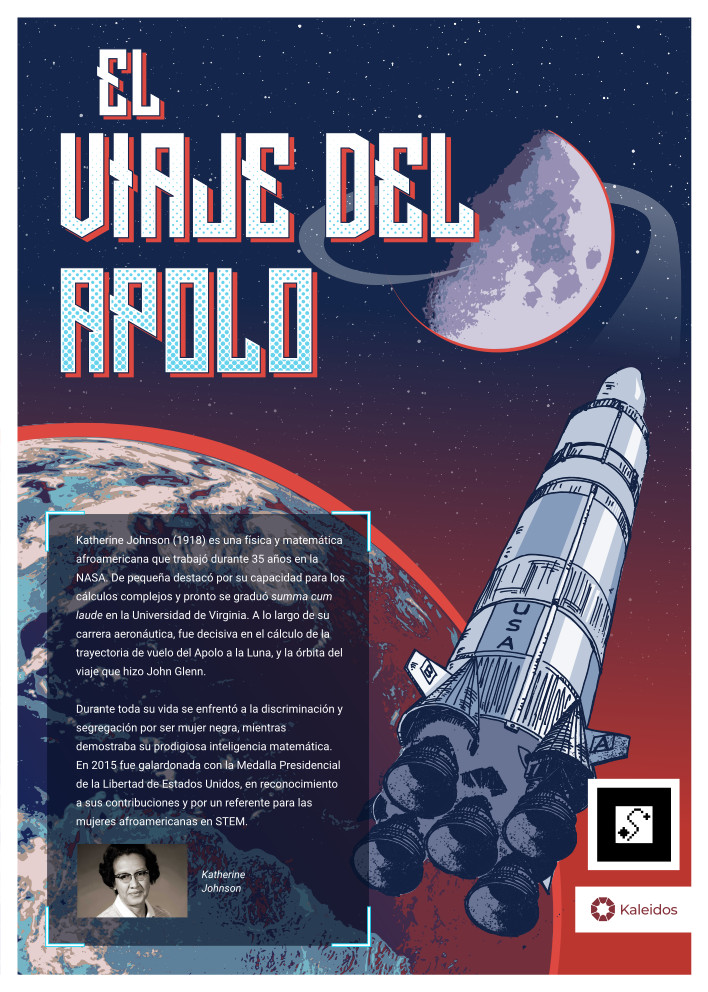 EL
VIAJE DEL
APOLO
Katherine Johnson (1918) es una física y matemática
afroamericana que trabajó durante 35 años en la
NASA. De pequeña destacó por su capacidad para los
cálculos complejos y pronto se graduó summa cum
laude en la Universidad de Virginia. A lo largo de su
carrera aeronáutica, fue decisiva en el cálculo de la
trayectoria de vuelo del Apolo a la Luna, y la órbita del
viaje que hizo John Glenn.
Durante toda su vida se enfrentó a la discriminación y
segregación por ser mujer negra, mientras
demostraba su prodigiosa inteligencia matemática.
En 2015 fue galardonada con la Medalla Presidencial
de la Libertad de Estados Unidos, en reconocimiento
a sus contribuciones y por un referente para las
mujeres afroamericanas en STEM.
Katherine
Johnson
USA
Kaleidos